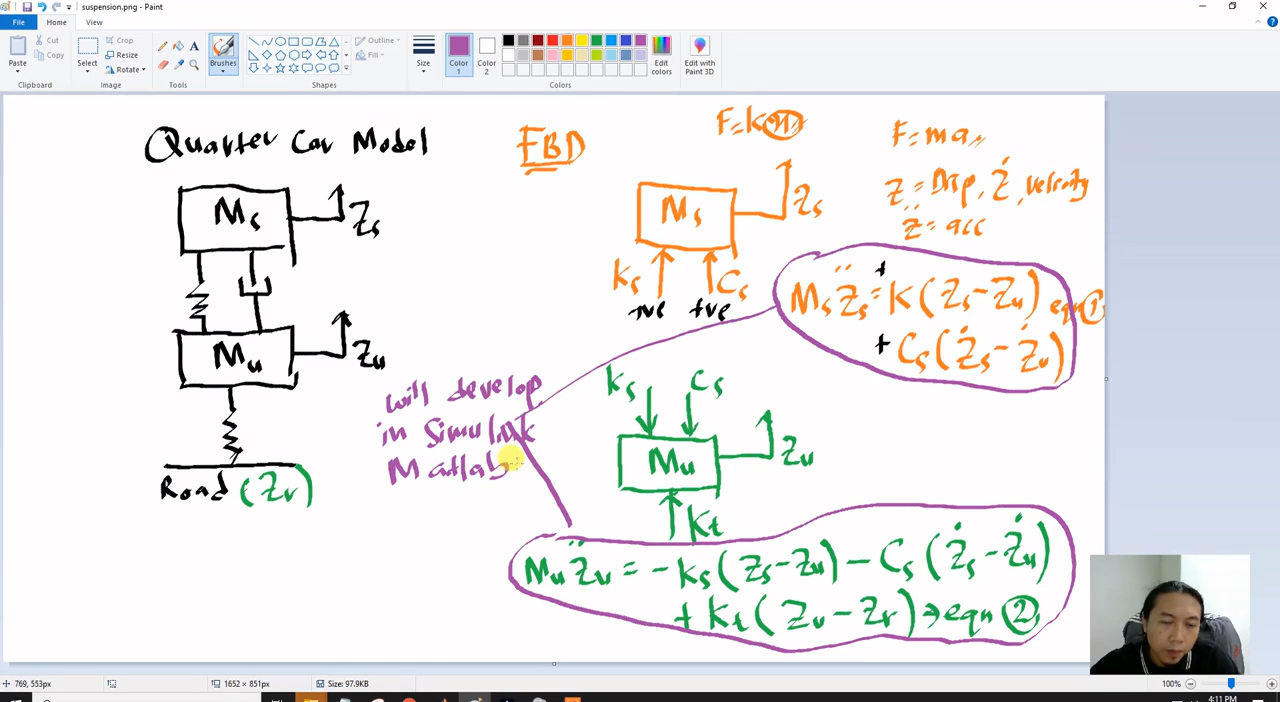 suspension.png - Paint
File Home View
Paste Cut Copy Select Crop Resize Rotate Brushes Outline Fill Size Color 1 Color 2 Edit colors Edit with Paint 3D
Clipboard Image Tools Shapes Colors
Quarter Car Model
Ms Zs
Mu Zu
Road (Zr)
FBD
F=kx
F=ma
Z=Disp, Ż, velocity
Z̈=acc
Ms Zs
Ks Cs
-ve +ve
Ms Z̈s = + K(Zs-Zu) eqn 1
+ Cs(Żs-Żu)
will develop
in Simulink
Matlab
Ks Cs
Mu Zu
Kt
Mu Z̈u = -Ks(Zs-Zu) - Cs(Żs-Żu)
+ Kt(Zu-Zr) → eqn 2
769, 553px 1652 × 851px Size: 97.9KB 100%
4:11 PM